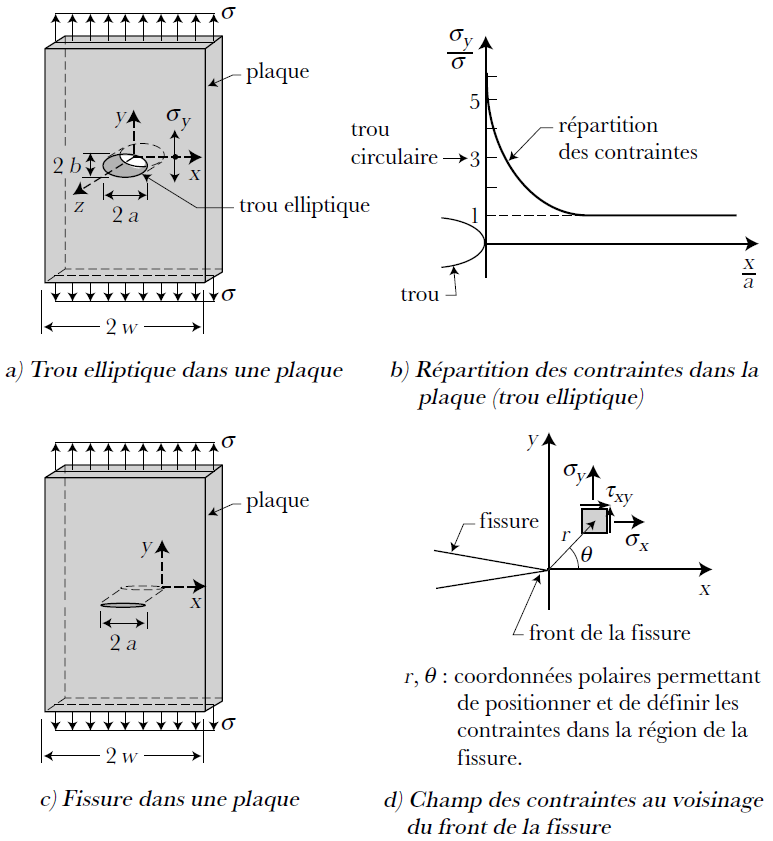 σ
plaque
y
σy
2 b
x
z
2 a
trou elliptique
σ
2 w
a) Trou elliptique dans une plaque
σy
σ
5
trou
circulaire
3
répartition
des contraintes
1
trou
x
a
b) Répartition des contraintes dans la
plaque (trou elliptique)
σ
plaque
y
x
2 a
σ
2 w
c) Fissure dans une plaque
y
σy
τxy
fissure
r
θ
σx
x
front de la fissure
r, θ : coordonnées polaires permettant
de positionner et de définir les
contraintes dans la région de la
fissure.
d) Champ des contraintes au voisinage
du front de la fissure